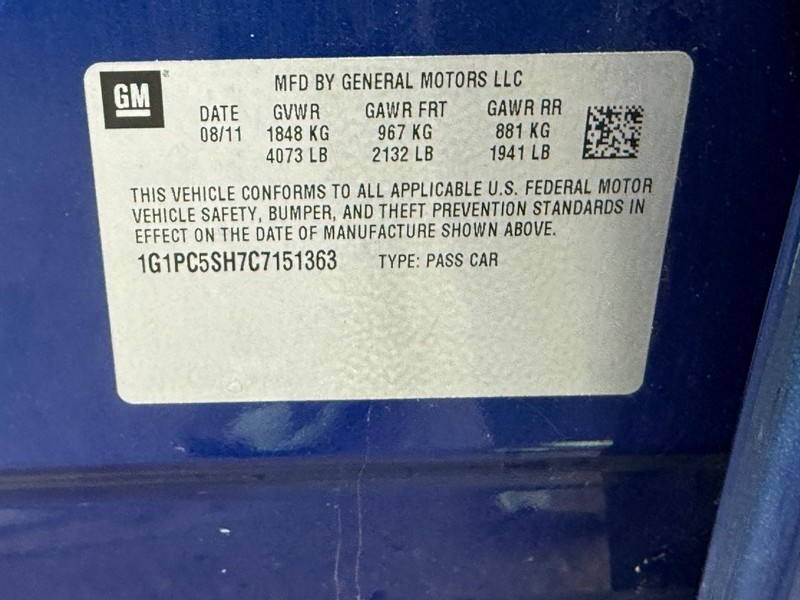 GM
MFD BY GENERAL MOTORS LLC
DATE GVWR GAWR FRT GAWR RR
08/11 1848 KG 967 KG 881 KG
4073 LB 2132 LB 1941 LB
THIS VEHICLE CONFORMS TO ALL APPLICABLE U.S. FEDERAL MOTOR
VEHICLE SAFETY, BUMPER, AND THEFT PREVENTION STANDARDS IN
EFFECT ON THE DATE OF MANUFACTURE SHOWN ABOVE.
1G1PC5SH7C7151363 TYPE: PASS CAR